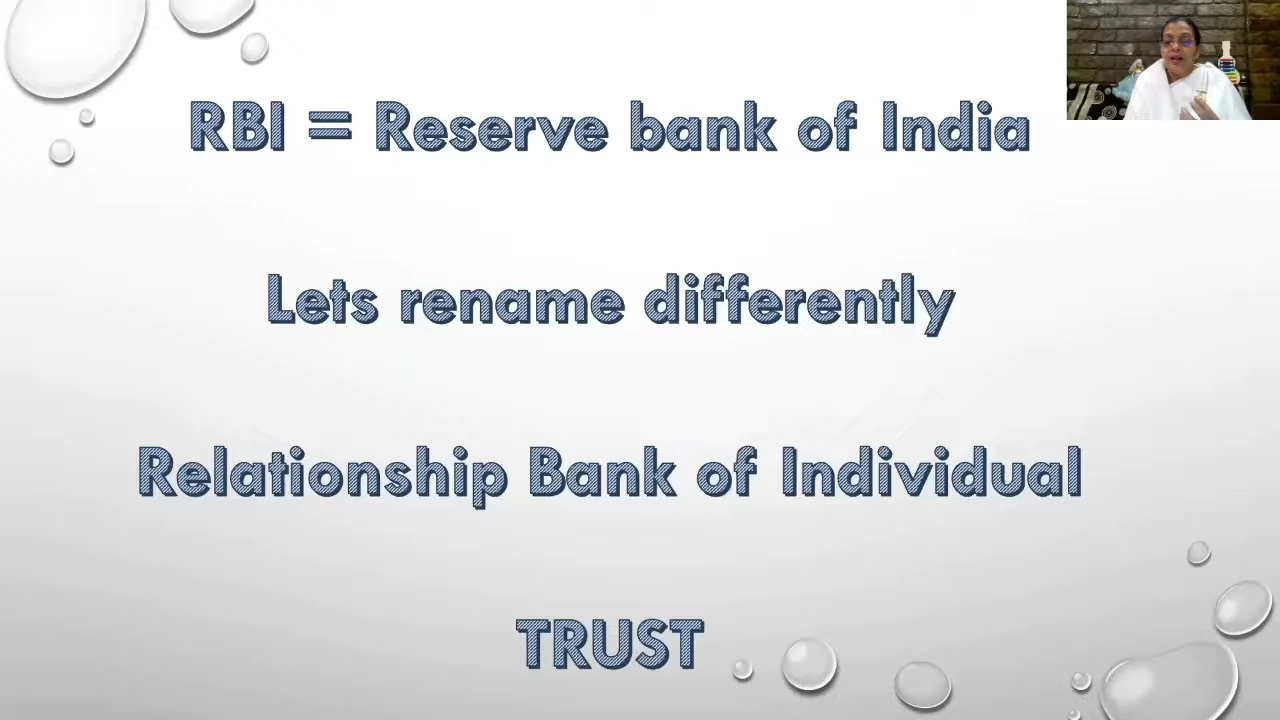 RBI = Reserve bank of India
Lets rename differently
Relationship Bank of Individual
TRUST